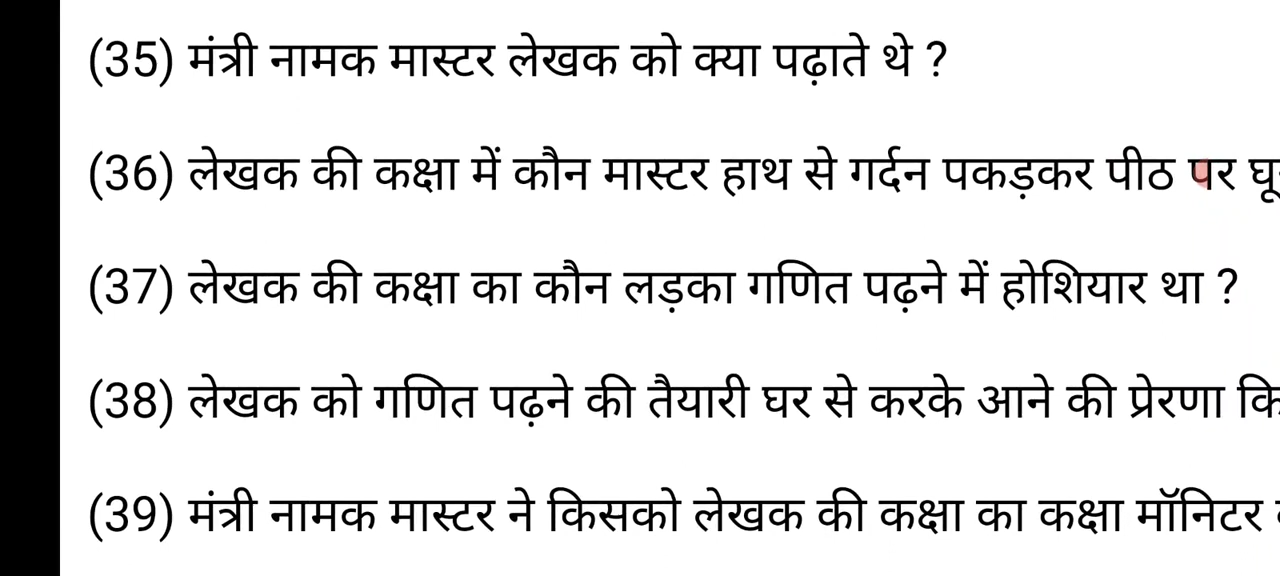 (35) मंत्री नामक मास्टर लेखक को क्या पढ़ाते थे ?
(36) लेखक की कक्षा में कौन मास्टर हाथ से गर्दन पकड़कर पीठ पर
(37) लेखक की कक्षा का कौन लड़का गणित पढ़ने में होशियार था ?
(38) लेखक को गणित पढ़ने की तैयारी घर से करके आने की प्रेरणा
(39) मंत्री नामक मास्टर ने किसको लेखक की कक्षा का कक्षा मॉनिटर